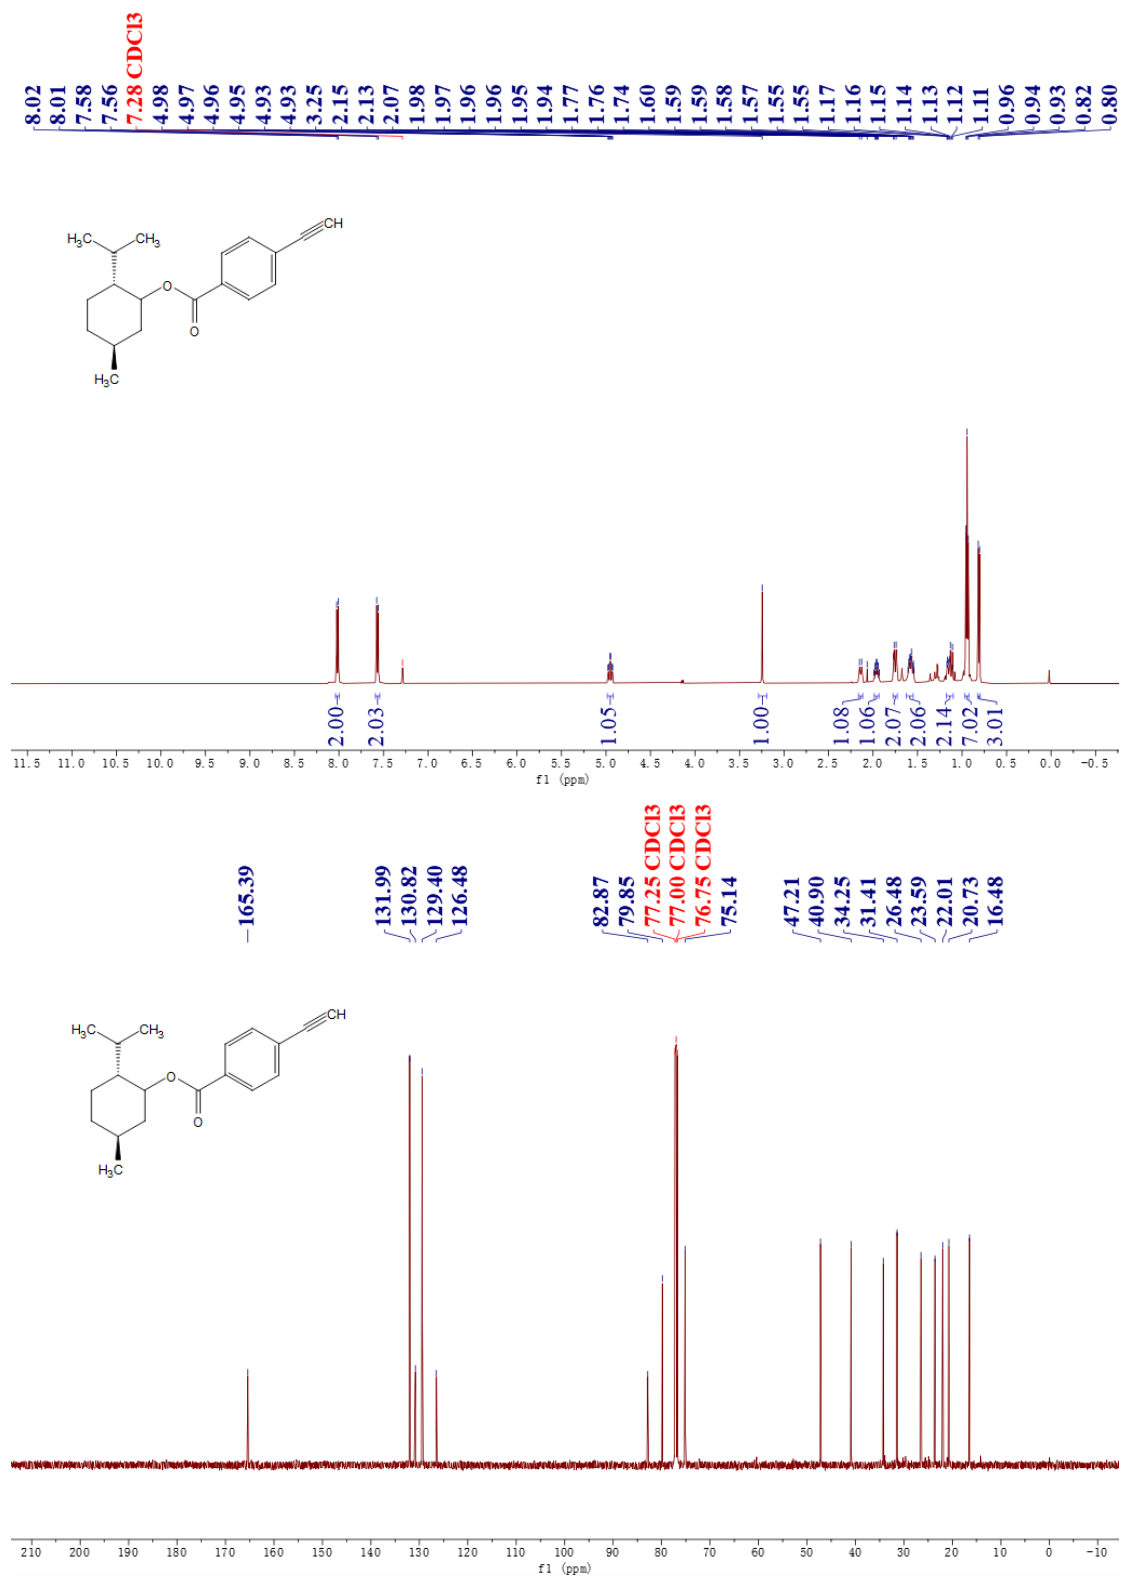 8.02 8.01 7.58 7.56 7.28 CDCl3 4.98 4.97 4.96 4.95 4.93 4.93 3.25 2.15 2.13 2.07 1.98 1.97 1.96 1.96 1.95 1.94 1.77 1.76 1.74 1.60 1.59 1.59 1.58 1.57 1.55 1.55 1.17 1.16 1.15 1.14 1.13 1.12 1.11 0.96 0.94 0.93 0.82 0.80
H₃C CH₃ CH
O
O
H₃C
2.00 2.03 1.05 1.00 1.08 1.06 2.07 2.06 2.14 7.02 3.01
11.5 11.0 10.5 10.0 9.5 9.0 8.5 8.0 7.5 7.0 6.5 6.0 5.5 5.0 4.5 4.0 3.5 3.0 2.5 2.0 1.5 1.0 0.5 0.0 -0.5
f1 (ppm)
165.39 131.99 130.82 129.40 126.48 82.87 79.85 77.25 CDCl3 77.00 CDCl3 76.75 CDCl3 75.14 47.21 40.90 34.25 31.41 26.48 23.59 22.01 20.73 16.48
H₃C CH₃ CH
O
O
H₃C
210 200 190 180 170 160 150 140 130 120 110 100 90 80 70 60 50 40 30 20 10 0 -10
f1 (ppm)